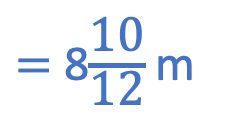 = 8 10/12 m